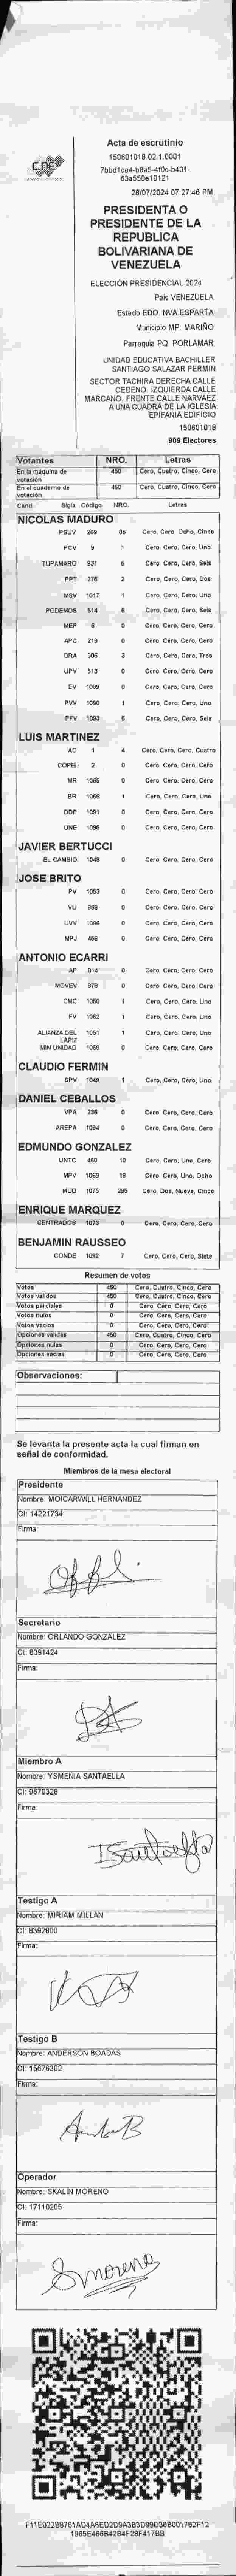 CNE
Acta de escrutinio
150601018.02.1.0001
7bbd1ca4-b8a5-4f0c-b431-
63a550e10121
28/07/2024 07:27:46 PM
PRESIDENTA O
PRESIDENTE DE LA
REPUBLICA
BOLIVARIANA DE
VENEZUELA
ELECCIÓN PRESIDENCIAL 2024
Pais VENEZUELA
Estado EDO. NVA.ESPARTA
Municipio MP. MARIÑO
Parroquia PQ. PORLAMAR
UNIDAD EDUCATIVA BACHILLER
SANTIAGO SALAZAR FERMIN
SECTOR TACHIRA DERECHA CALLE
CEDENO. IZQUIERDA CALLE
MARCANO. FRENTE CALLE NARVAEZ
A UNA CUADRA DE LA IGLESIA
EPIFANIA EDIFICIO
150601018
909 Electores
Votantes NRO. Letras
En la máquina de votación 450 Cero, Cuatro, Cinco, Cero
En el cuaderno de votación 450 Cero, Cuatro, Cinco, Cero
Cand. Sigla Código NRO. Letras
NICOLAS MADURO
PSUV 269 85 Cero, Cero, Ocho, Cinco
PCV 9 1 Cero, Cero, Cero, Uno
TUPAMARO 931 6 Cero, Cero, Cero, Seis
PPT 276 2 Cero, Cero, Cero, Dos
MSV 1017 1 Cero, Cero, Cero, Uno
PODEMOS 514 6 Cero, Cero, Cero, Seis
MEP 6 0 Cero, Cero, Cero, Cero
APC 219 0 Cero, Cero, Cero, Cero
ORA 906 3 Cero, Cero, Cero, Tres
UPV 513 0 Cero, Cero, Cero, Cero
EV 1089 0 Cero, Cero, Cero, Cero
PVV 1090 1 Cero, Cero, Cero, Uno
PFV 1093 6 Cero, Cero, Cero, Seis
LUIS MARTINEZ
AD 1 4 Cero, Cero, Cero, Cuatro
COPEI 2 0 Cero, Cero, Cero, Cero
MR 1065 0 Cero, Cero, Cero, Cero
BR 1066 1 Cero, Cero, Cero, Uno
DDP 1091 0 Cero, Cero, Cero, Cero
UNE 1096 0 Cero, Cero, Cero, Cero
JAVIER BERTUCCI
EL CAMBIO 1048 0 Cero, Cero, Cero, Cero
JOSE BRITO
PV 1053 0 Cero, Cero, Cero, Cero
VU 868 0 Cero, Cero, Cero, Cero
UVV 0 Cero, Cero, Cero, Cero
MPJ 458 0 Cero, Cero, Cero, Cero
ANTONIO ECARRI
AP 814 0 Cero, Cero, Cero, Cero
MOVEV 979 0 Cero, Cero, Cero, Cero
CMC 1050 1 Cero, Cero, Cero, Uno
FV 1062 1 Cero, Cero, Cero, Uno
ALIANZA DEL LAPIZ 1051 1 Cero, Cero, Cero, Uno
MIN UNIDAD 1068 0 Cero, Cero, Cero, Cero
CLAUDIO FERMIN
SPV 1049 1 Cero, Cero, Cero, Uno
DANIEL CEBALLOS
VPA 236 0 Cero, Cero, Cero, Cero
AREPA 1094 0 Cero, Cero, Cero, Cero
EDMUNDO GONZALEZ
UNTC 460 10 Cero, Cero, Uno, Cero
MPV 1069 18 Cero, Cero, Uno, Ocho
MUD 1075 295 Cero, Dos, Nueve, Cinco
ENRIQUE MARQUEZ
CENTRADOS 1073 0 Cero, Cero, Cero, Cero
BENJAMIN RAUSSEO
CONDE 1092 7 Cero, Cero, Cero, Siete
Resumen de votos
Votos 450 Cero, Cuatro, Cinco, Cero
Votos válidos 450 Cero, Cuatro, Cinco, Cero
Votos parciales 0 Cero, Cero, Cero, Cero
Votos nulos 0 Cero, Cero, Cero, Cero
Votos vacíos 0 Cero, Cero, Cero, Cero
Opciones válidas 450 Cero, Cuatro, Cinco, Cero
Opciones nulas 0 Cero, Cero, Cero, Cero
Opciones vacías 0 Cero, Cero, Cero, Cero
Observaciones:
Se levanta la presente acta la cual firman en
señal de conformidad.
Miembros de la mesa electoral
Presidente
Nombre: MOICARWILL HERNANDEZ
CI: 14221734
Firma:
Secretario
Nombre: ORLANDO GONZALEZ
CI: 8391424
Firma:
Miembro A
Nombre: YSMENIA SANTAELLA
CI: 9670328
Firma:
Testigo A
Nombre: MIRIAM MILLAN
CI: 8392800
Firma:
Testigo B
Nombre: ANDERSON BOADAS
CI: 15676302
Firma:
Operador
Nombre: SKALIN MORENO
CI: 17110205
Firma:
Smoreno